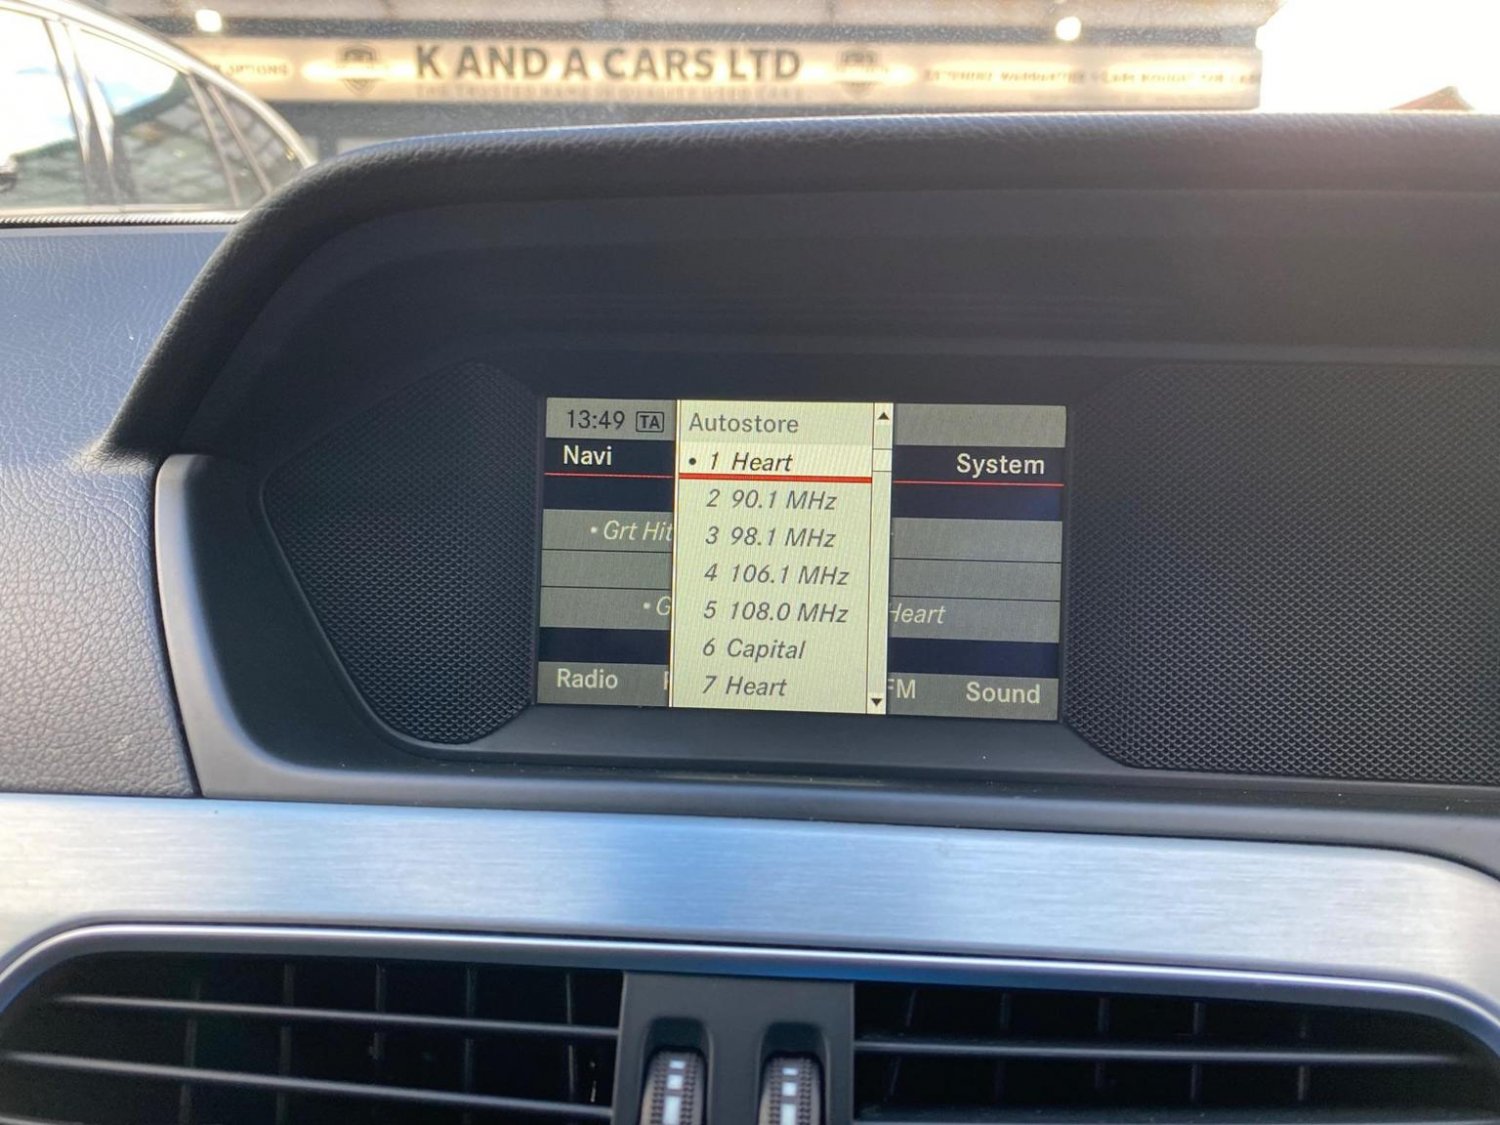 K AND A CARS LTD
13:49 TA
Autostore
Navi
System
• 1 Heart
2 90.1 MHz
3 98.1 MHz
4 106.1 MHz
5 108.0 MHz
6 Capital
7 Heart
• Grt Hit
• G
Heart
Radio
FM
Sound